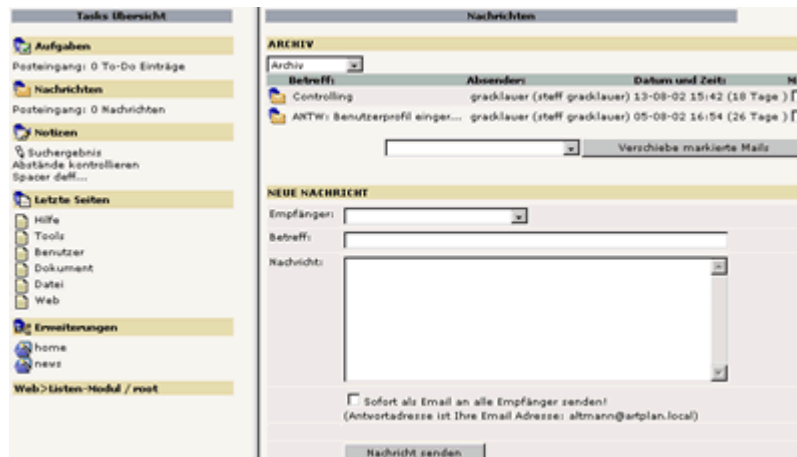 Tasks Übersicht
Aufgaben
Posteingang: 0 To-Do Einträge
Nachrichten
Posteingang: 0 Nachrichten
Notizen
Suchergebnis
Abstände kontrollieren
Spacer deff...
Letzte Seiten
Hilfe
Tools
Benutzer
Dokument
Datei
Web
Erweiterungen
home
news
Web>Listen-Modul / root
Nachrichten
ARCHIV
Archiv
Betreff: Absender: Datum und Zeit:
Controlling gracklauer (steff gracklauer) 13-08-02 15:42 (18 Tage )
ANTW: Benutzerprofil einger... gracklauer (steff gracklauer) 05-08-02 16:54 (26 Tage )
Verschiebe markierte Mails
NEUE NACHRICHT
Empfänger:
Betreff:
Nachricht:
Sofort als Email an alle Empfänger senden!
(Antwortadresse ist Ihre Email Adresse: altmann@artplan.local)
Nachricht senden